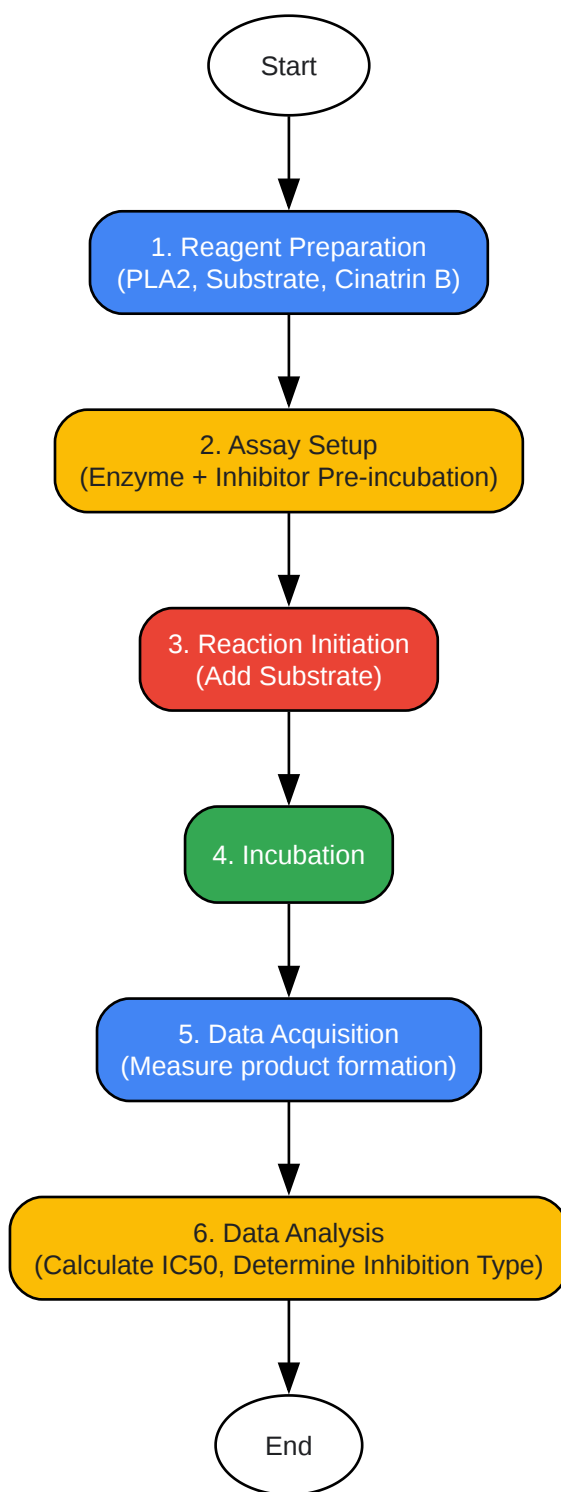 Start
1. Reagent Preparation
(PLA2, Substrate, Cinatrin B)
2. Assay Setup
(Enzyme + Inhibitor Pre-incubation)
3. Reaction Initiation
(Add Substrate)
4. Incubation
5. Data Acquisition
(Measure product formation)
6. Data Analysis
(Calculate IC50, Determine Inhibition Type)
End